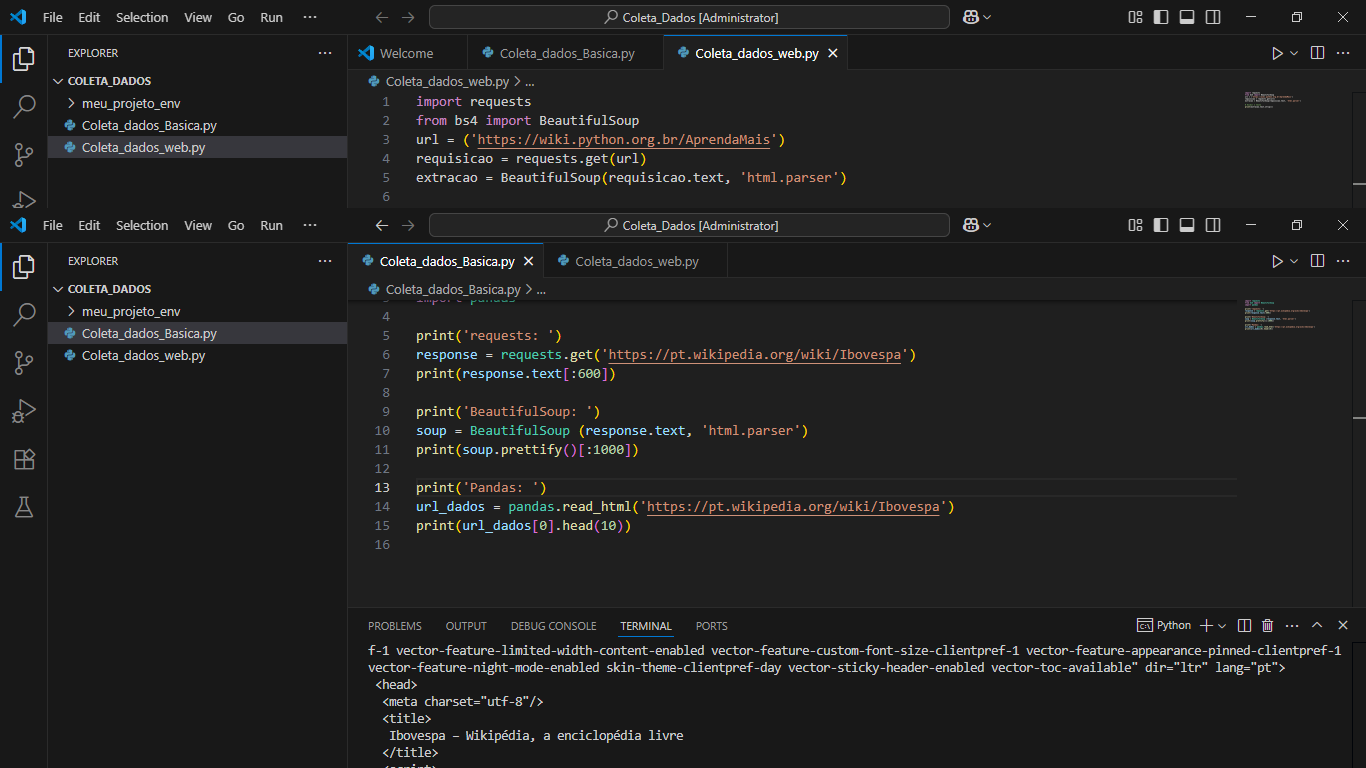 File Edit Selection View Go Run ··· Coleta_Dados [Administrator]
EXPLORER ···
COLETA_DADOS
meu_projeto_env
Coleta_dados_Basica.py
Coleta_dados_web.py
Welcome Coleta_dados_Basica.py Coleta_dados_web.py
Coleta_dados_web.py > ...
1 import requests
2 from bs4 import BeautifulSoup
3 url = ('https://wiki.python.org.br/AprendaMais')
4 requisicao = requests.get(url)
5 extracao = BeautifulSoup(requisicao.text, 'html.parser')
6
File Edit Selection View Go Run ··· Coleta_Dados [Administrator]
EXPLORER ···
COLETA_DADOS
meu_projeto_env
Coleta_dados_Basica.py
Coleta_dados_web.py
Coleta_dados_Basica.py Coleta_dados_web.py
Coleta_dados_Basica.py > ...
3 import pandas
4
5 print('requests: ')
6 response = requests.get('https://pt.wikipedia.org/wiki/Ibovespa')
7 print(response.text[:600])
8
9 print('BeautifulSoup: ')
10 soup = BeautifulSoup (response.text, 'html.parser')
11 print(soup.prettify()[:1000])
12
13 print('Pandas: ')
14 url_dados = pandas.read_html('https://pt.wikipedia.org/wiki/Ibovespa')
15 print(url_dados[0].head(10))
16
PROBLEMS OUTPUT DEBUG CONSOLE TERMINAL PORTS Python
f-1 vector-feature-limited-width-content-enabled vector-feature-custom-font-size-clientpref-1 vector-feature-appearance-pinned-clientpref-1
vector-feature-night-mode-enabled skin-theme-clientpref-day vector-sticky-header-enabled vector-toc-available" dir="ltr" lang="pt">
<head>
<meta charset="utf-8"/>
<title>
Ibovespa – Wikipédia, a enciclopédia livre
</title>
<script>